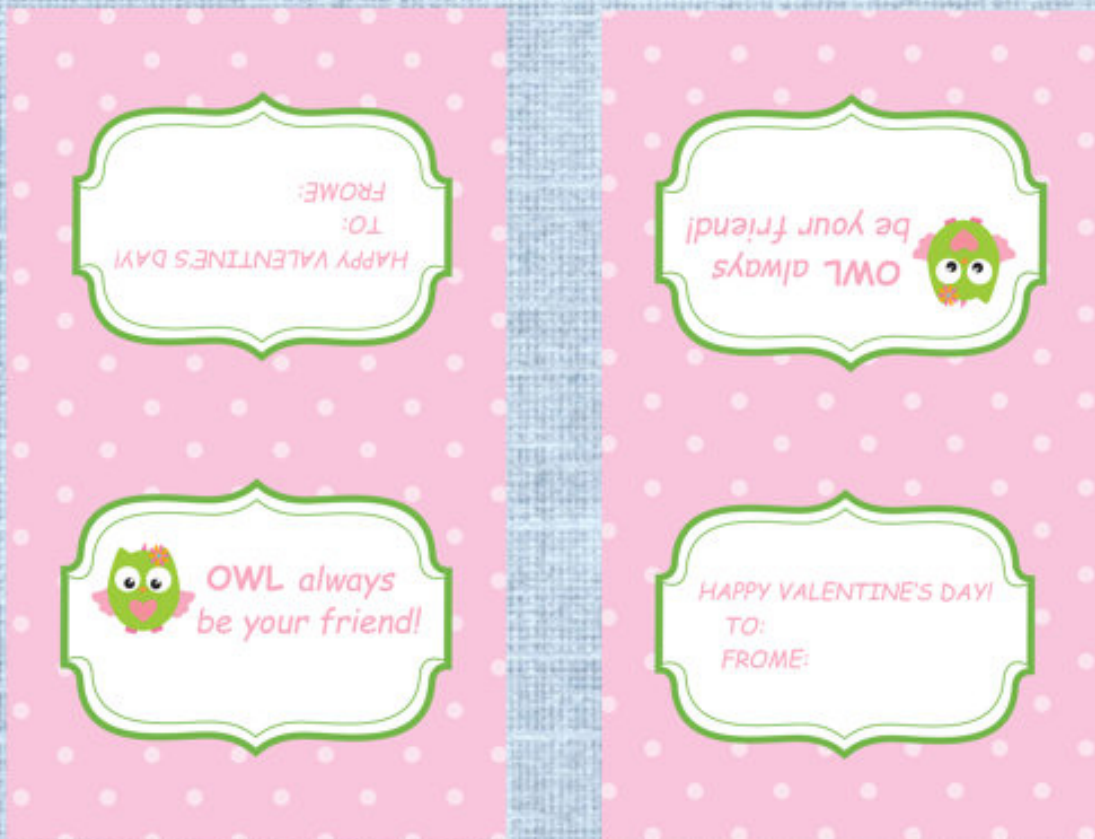 HAPPY VALENTINE'S DAY!
TO:
FROME:
OWL always
be your friend!
OWL always
be your friend!
HAPPY VALENTINE'S DAY!
TO:
FROME: